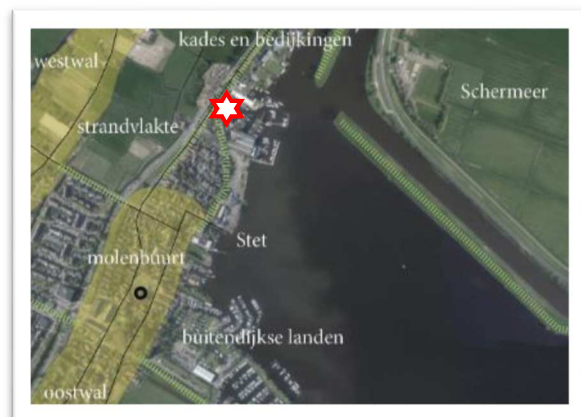 kades en bedijkingen
westwal
Schermeer
strandvlakte
Stet
molenbuurt
buitendijkse landen
oostwal